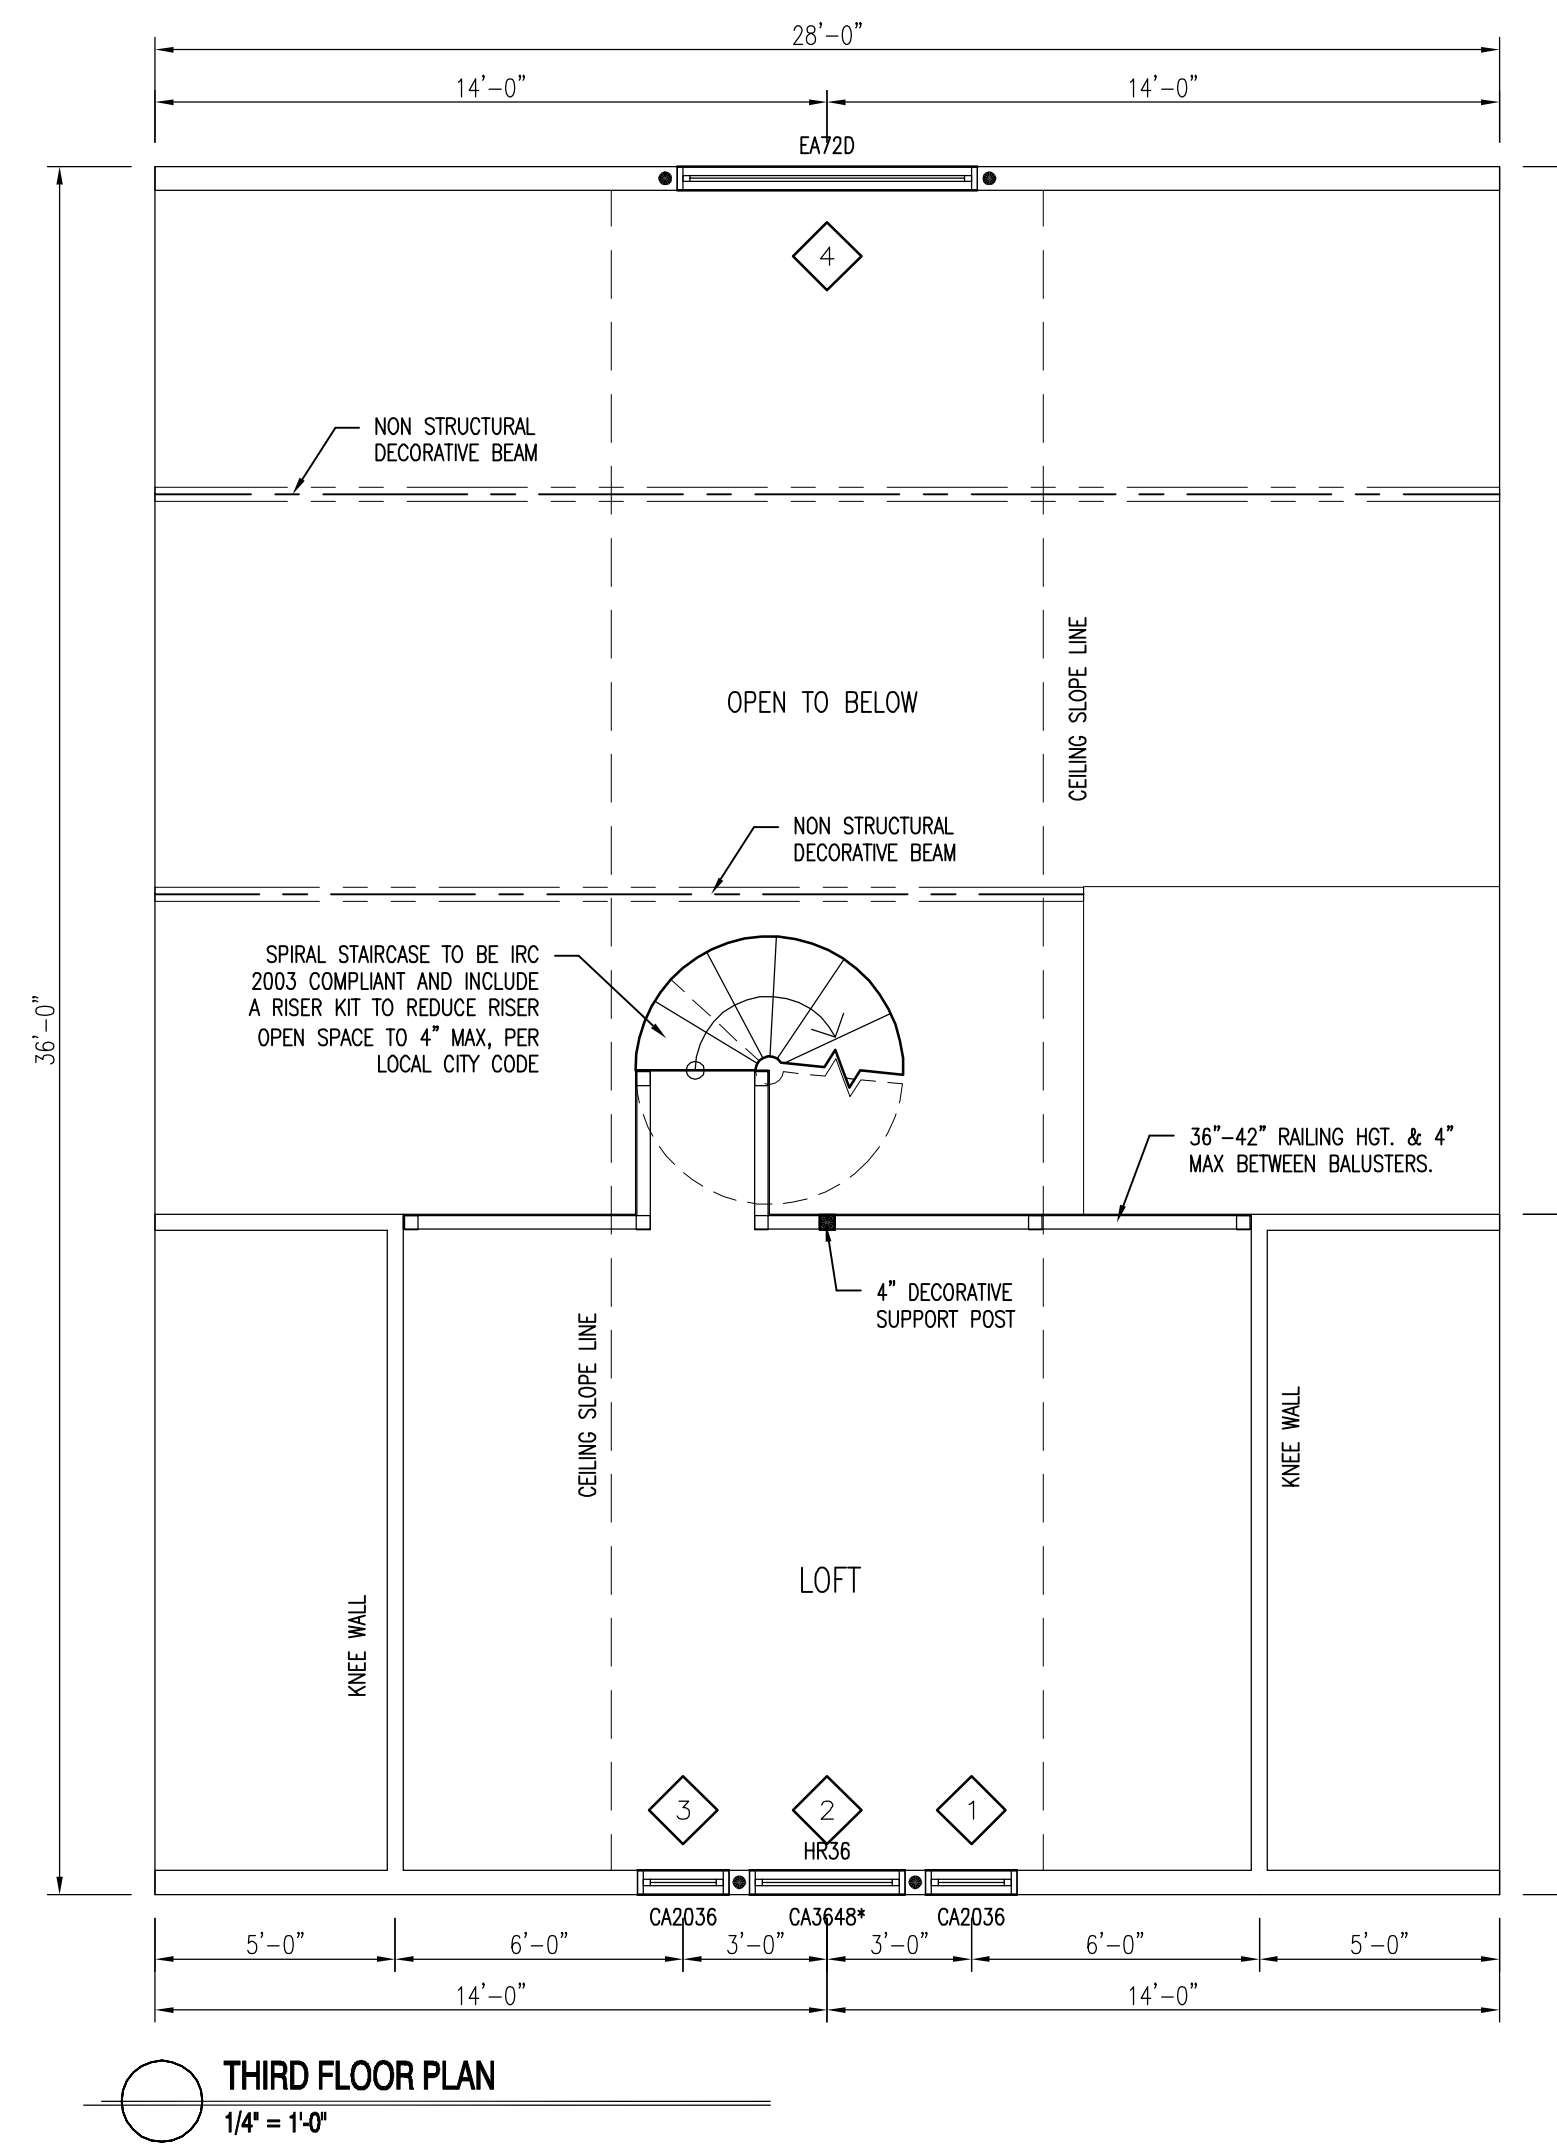 28'-0"
14'-0"
14'-0"
EA72D
4
NON STRUCTURAL
DECORATIVE BEAM
CEILING SLOPE LINE
OPEN TO BELOW
NON STRUCTURAL
DECORATIVE BEAM
SPIRAL STAIRCASE TO BE IRC
2003 COMPLIANT AND INCLUDE
A RISER KIT TO REDUCE RISER
OPEN SPACE TO 4" MAX, PER
LOCAL CITY CODE
36'-0"
36"-42" RAILING HGT. & 4"
MAX BETWEEN BALUSTERS.
4" DECORATIVE
SUPPORT POST
CEILING SLOPE LINE
KNEE WALL
LOFT
KNEE WALL
3
2
1
HR36
CA2036
CA3648*
CA2036
5'-0"
6'-0"
3'-0"
3'-0"
6'-0"
5'-0"
14'-0"
14'-0"
THIRD FLOOR PLAN
1/4" = 1'-0"